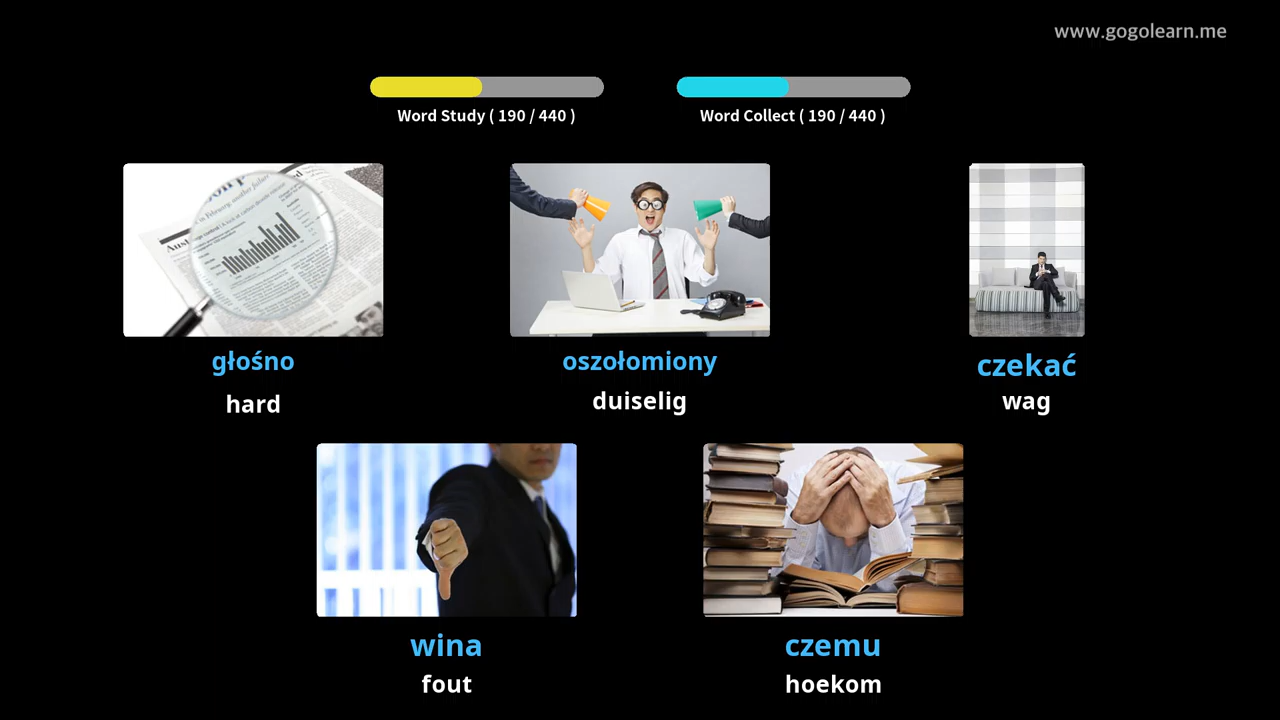 www.gogolearn.me
Word Study ( 190 / 440 )
Word Collect ( 190 / 440 )
głośno
hard
oszołomiony
duiselig
czekać
wag
wina
fout
czemu
hoekom